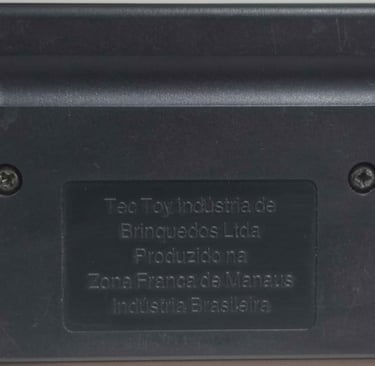 Tec Toy Indústria de
Brinquedos Ltda
Produzido na
Zona Franca de Manaus
Indústria Brasileira